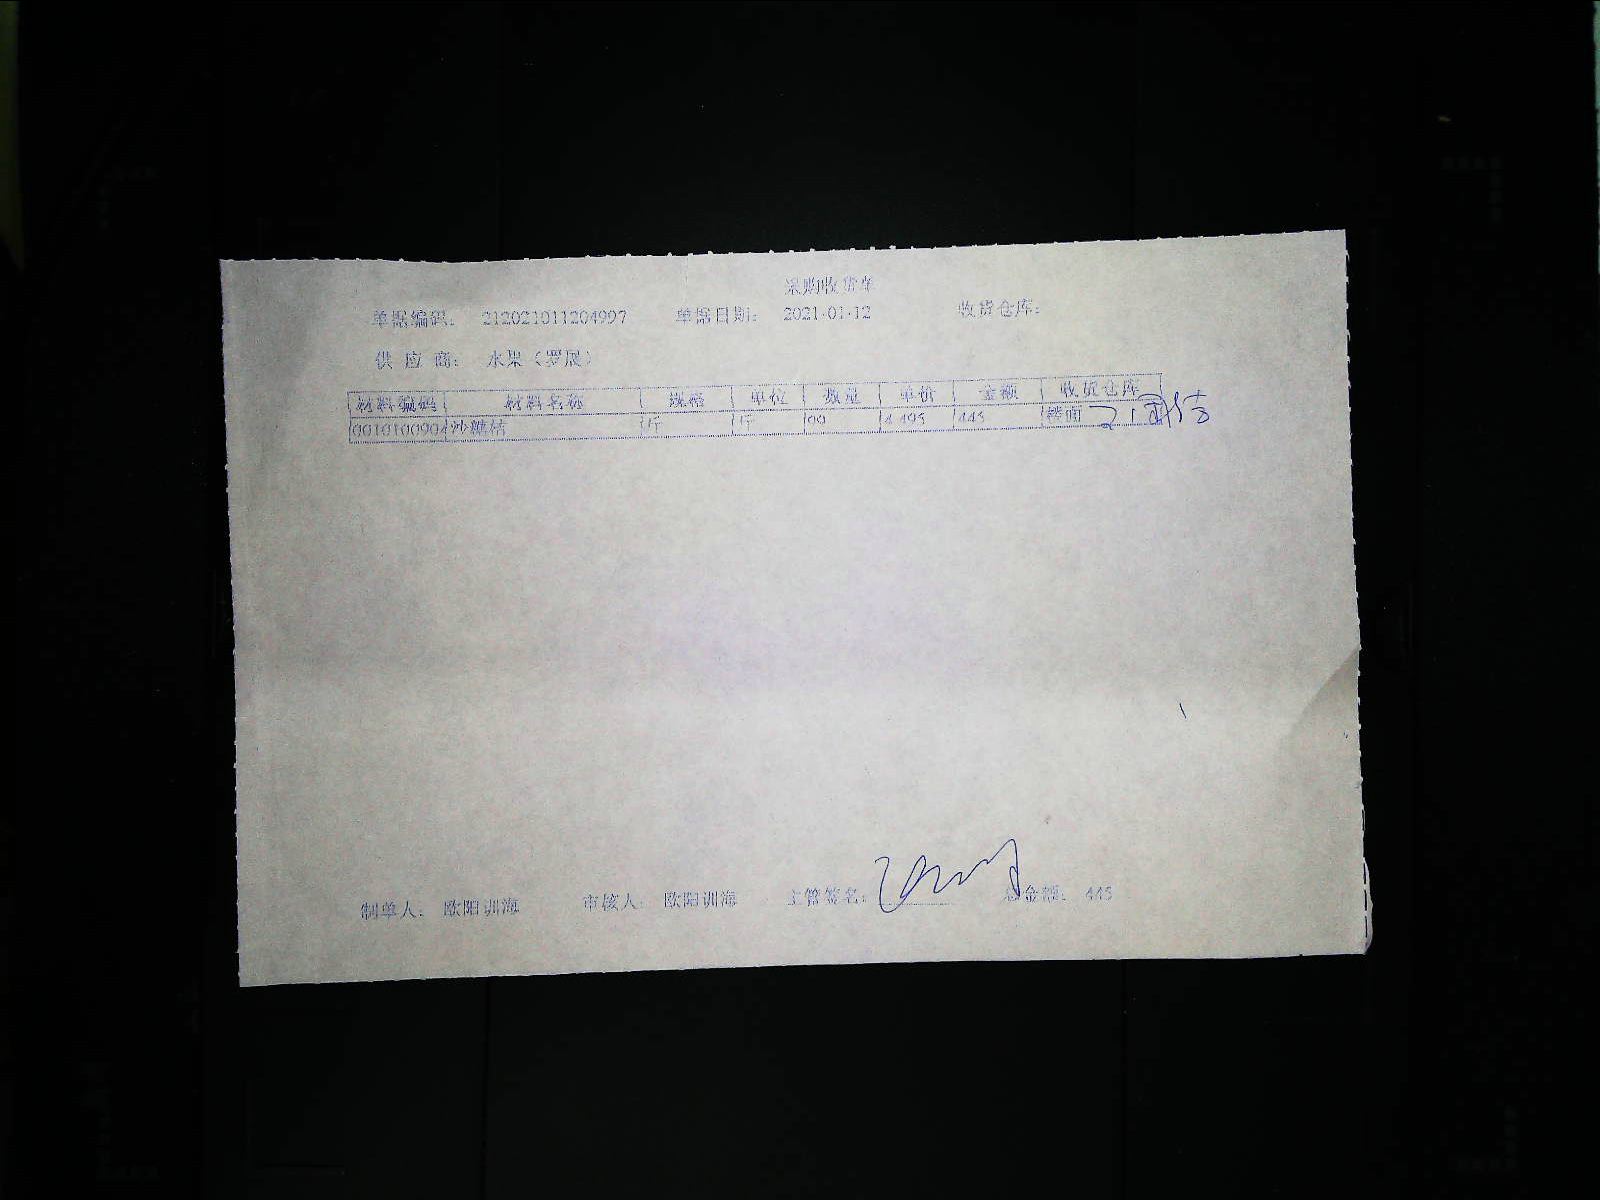 采购收货单
单据编码： 212021011204997 单据日期： 2021-01-12 收货仓库：
供 应 商： 水果（罗展）
材料编码 材料名称 规格 单位 数量 单价 金额 收货仓库
0010100904 沙糖桔 斤 斤 99 4.495 445 楼面
制单人： 欧阳训海 审核人： 欧阳训海 主管签名： 总金额： 445